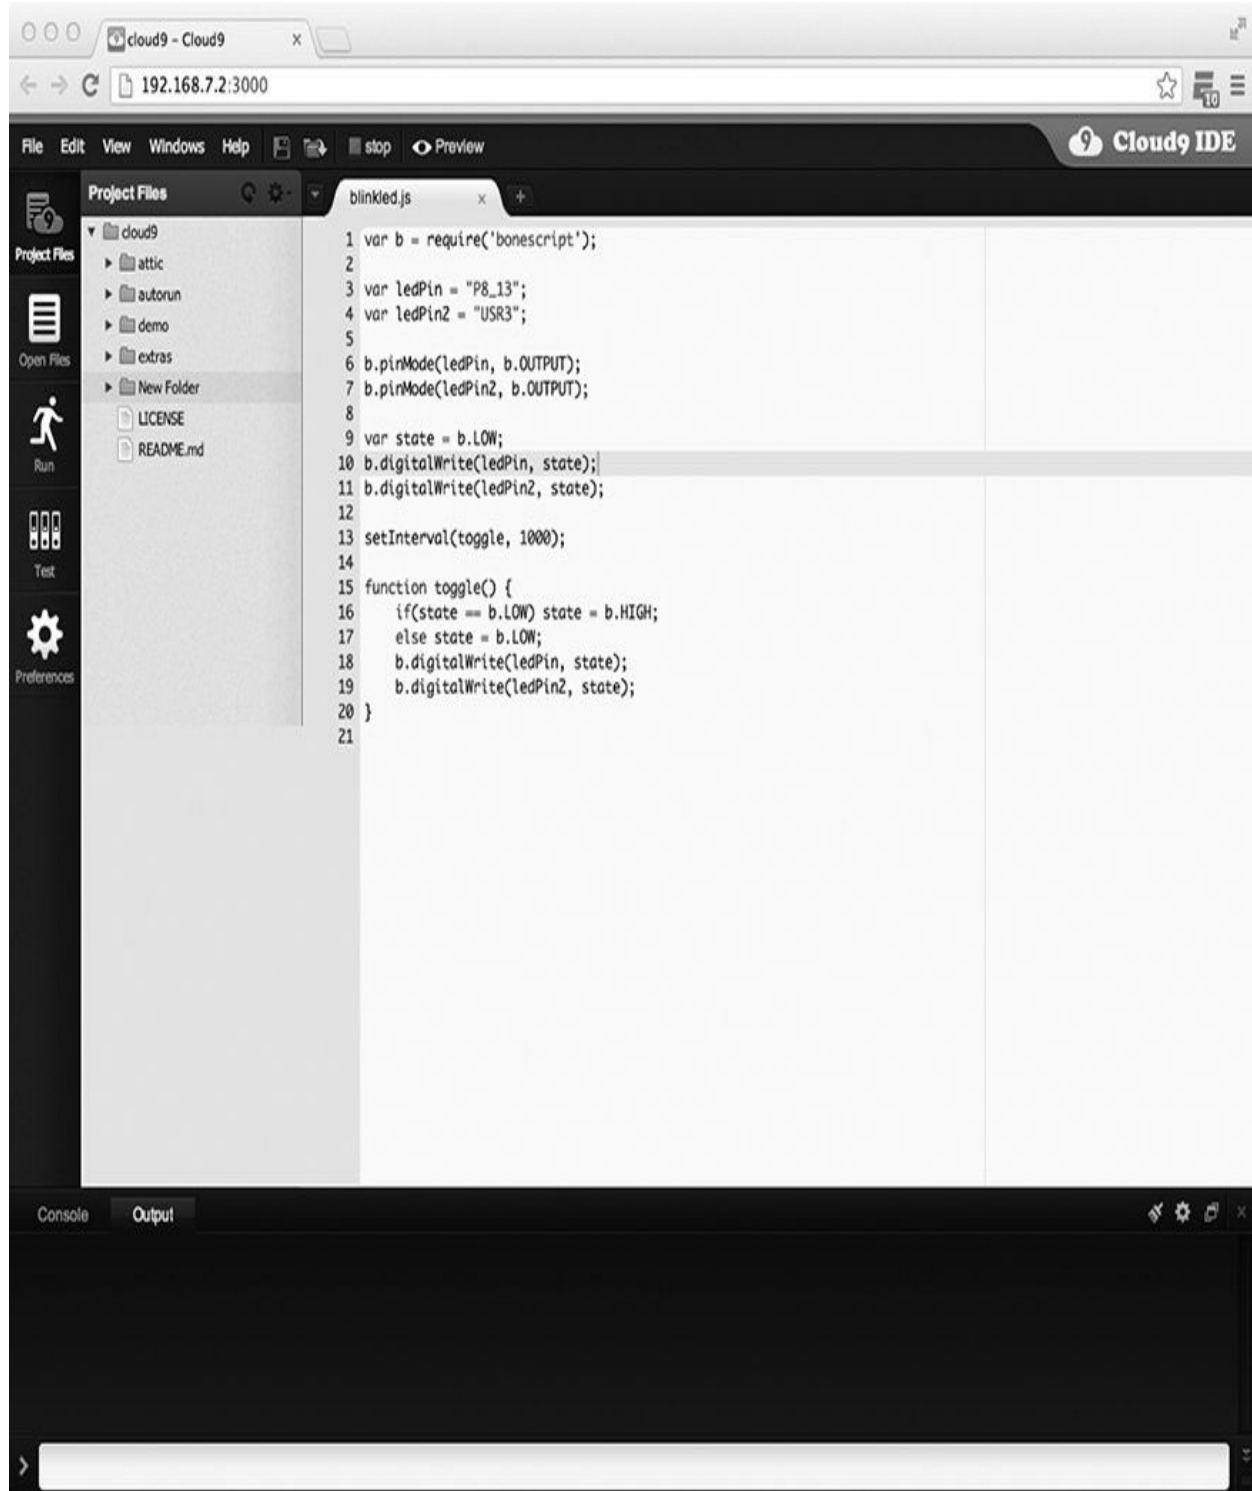 cloud9 - Cloud9 x
192.168.7.2:3000
10
File Edit View Windows Help stop Preview
Cloud9 IDE
Project Files
Open Files
Run
Test
Preferences
Project Files
cloud9
attic
autorun
demo
extras
New Folder
LICENSE
README.md
blinkled.js x +
1 var b = require('bonescript');
2
3 var ledPin = "P8_13";
4 var ledPin2 = "USR3";
5
6 b.pinMode(ledPin, b.OUTPUT);
7 b.pinMode(ledPin2, b.OUTPUT);
8
9 var state = b.LOW;
10 b.digitalWrite(ledPin, state);
11 b.digitalWrite(ledPin2, state);
12
13 setInterval(toggle, 1000);
14
15 function toggle() {
16     if(state == b.LOW) state = b.HIGH;
17     else state = b.LOW;
18     b.digitalWrite(ledPin, state);
19     b.digitalWrite(ledPin2, state);
20 }
21
Console Output